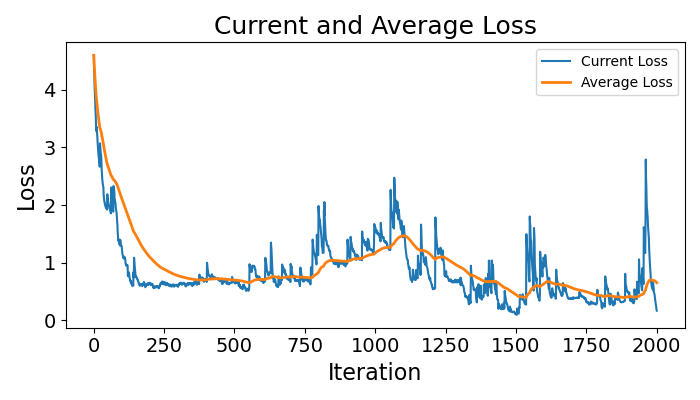 Current and Average Loss
Current Loss
Average Loss
Loss
4
3
2
1
0
0 250 500 750 1000 1250 1500 1750 2000
Iteration